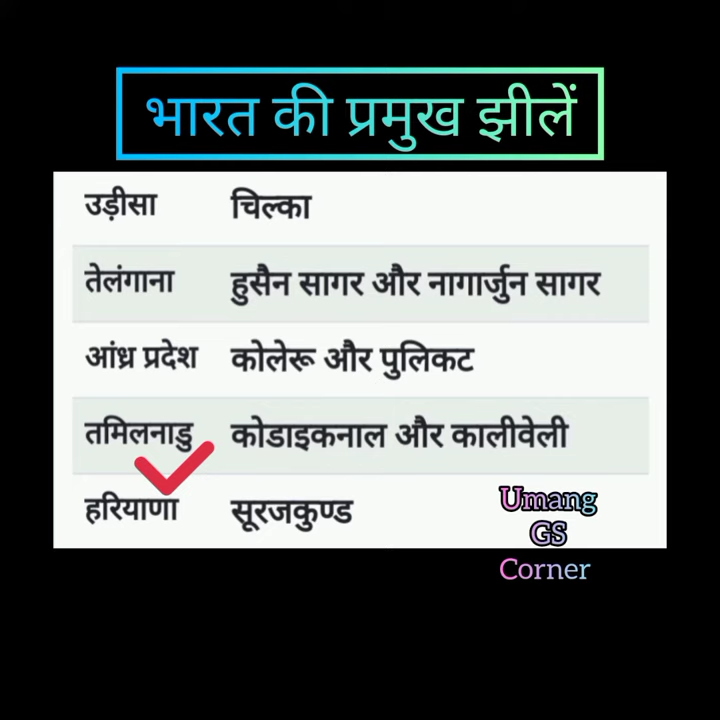 भारत की प्रमुख झीलें
उड़ीसा चिल्का
तेलंगाना हुसैन सागर और नागार्जुन सागर
आंध्र प्रदेश कोलेरू और पुलिकट
तमिलनाडु कोडाइकनाल और कालीवेली
हरियाणा सूरजकुण्ड
Umang
GS
Corner